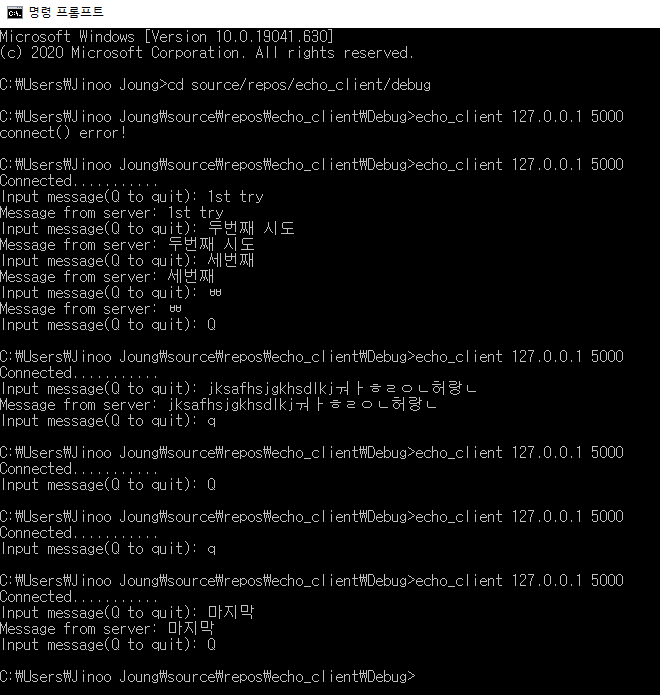 명령 프롬프트
Microsoft Windows [Version 10.0.19041.630]
(c) 2020 Microsoft Corporation. All rights reserved.
C:₩Users₩Jinoo Joung>cd source/repos/echo_client/debug
C:₩Users₩Jinoo Joung₩source₩repos₩echo_client₩Debug>echo_client 127.0.0.1 5000
connect() error!
C:₩Users₩Jinoo Joung₩source₩repos₩echo_client₩Debug>echo_client 127.0.0.1 5000
Connected...........
Input message(Q to quit): 1st try
Message from server: 1st try
Input message(Q to quit): 두번째 시도
Message from server: 두번째 시도
Input message(Q to quit): 세번째
Message from server: 세번째
Input message(Q to quit): ㅃ
Message from server: ㅃ
Input message(Q to quit): Q
C:₩Users₩Jinoo Joung₩source₩repos₩echo_client₩Debug>echo_client 127.0.0.1 5000
Connected...........
Input message(Q to quit): jksafhsjgkhsdlkj궈ㅏㅎㄹㅇㄴ허랑ㄴ
Message from server: jksafhsjgkhsdlkj궈ㅏㅎㄹㅇㄴ허랑ㄴ
Input message(Q to quit): q
C:₩Users₩Jinoo Joung₩source₩repos₩echo_client₩Debug>echo_client 127.0.0.1 5000
Connected...........
Input message(Q to quit): Q
C:₩Users₩Jinoo Joung₩source₩repos₩echo_client₩Debug>echo_client 127.0.0.1 5000
Connected...........
Input message(Q to quit): q
C:₩Users₩Jinoo Joung₩source₩repos₩echo_client₩Debug>echo_client 127.0.0.1 5000
Connected...........
Input message(Q to quit): 마지막
Message from server: 마지막
Input message(Q to quit): Q
C:₩Users₩Jinoo Joung₩source₩repos₩echo_client₩Debug>